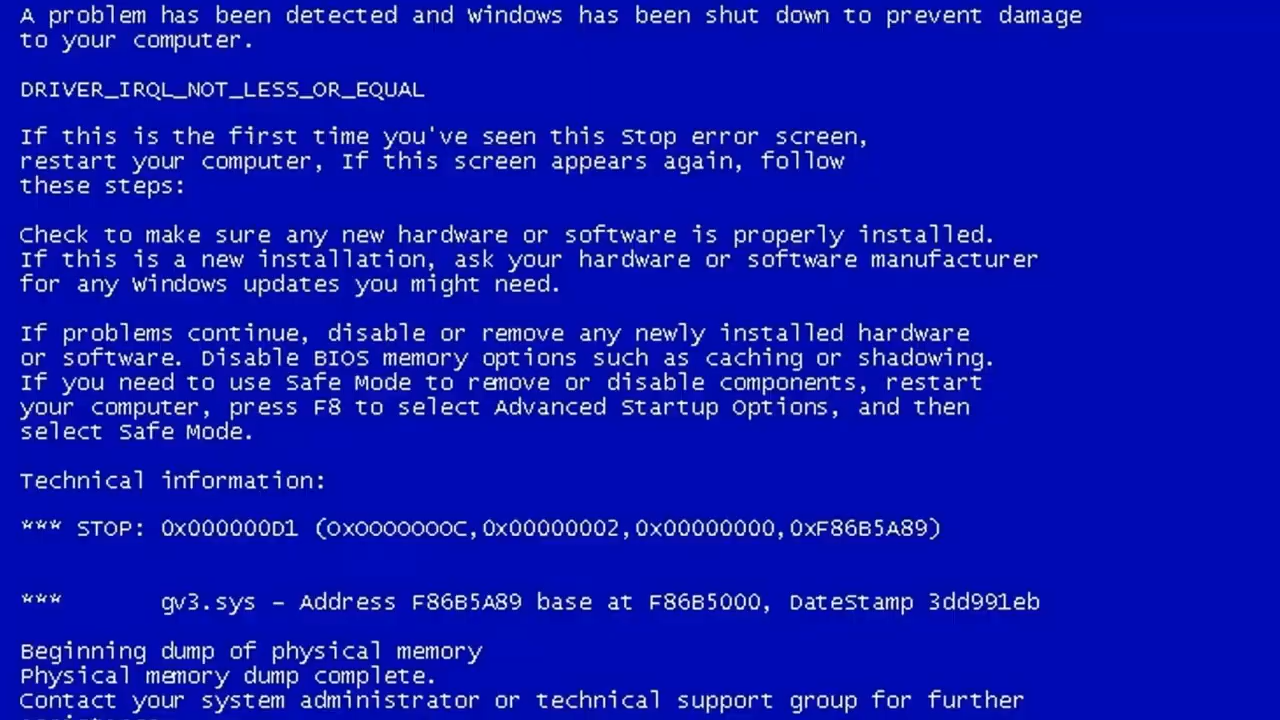 A problem has been detected and Windows has been shut down to prevent damage
to your computer.
DRIVER_IRQL_NOT_LESS_OR_EQUAL
If this is the first time you've seen this Stop error screen,
restart your computer, If this screen appears again, follow
these steps:
Check to make sure any new hardware or software is properly installed.
If this is a new installation, ask your hardware or software manufacturer
for any Windows updates you might need.
If problems continue, disable or remove any newly installed hardware
or software. Disable BIOS memory options such as caching or shadowing.
If you need to use Safe Mode to remove or disable components, restart
your computer, press F8 to select Advanced Startup Options, and then
select Safe Mode.
Technical information:
*** STOP: 0x000000D1 (0x0000000C,0x00000002,0x00000000,0xF86B5A89)
*** gv3.sys – Address F86B5A89 base at F86B5000, DateStamp 3dd991eb
Beginning dump of physical memory
Physical memory dump complete.
Contact your system administrator or technical support group for further